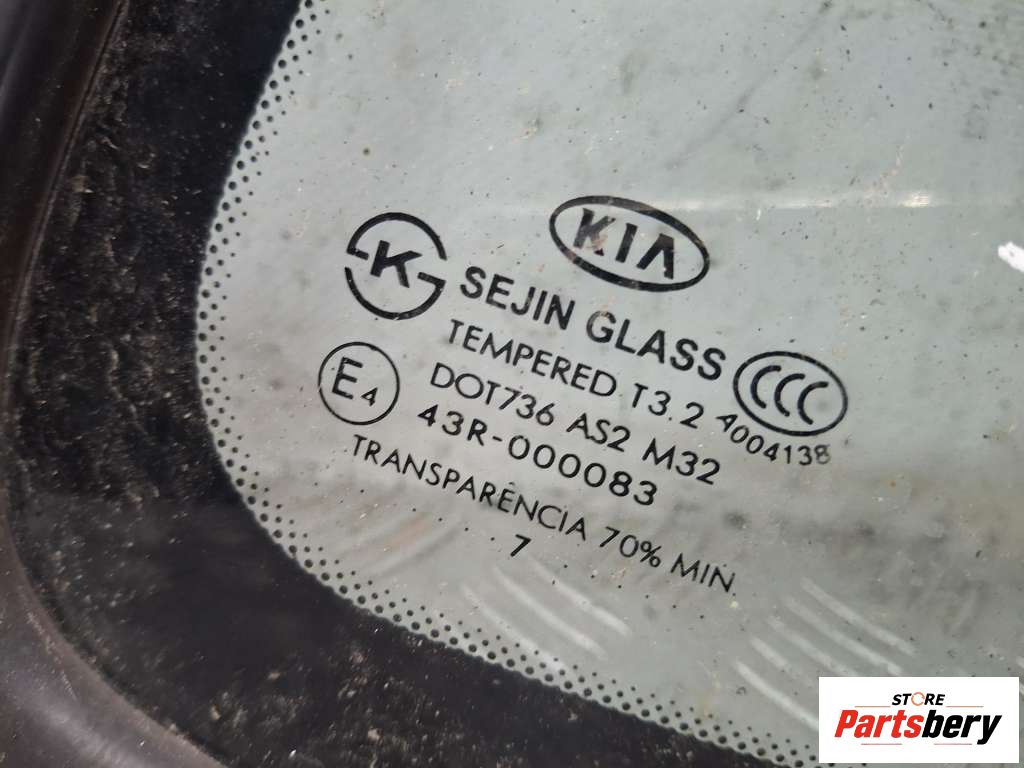 KIA
K
SEJIN GLASS
CCC
TEMPERED T3.2 4004138
E4
DOT736 AS2 M32
43R-000083
TRANSPARÊNCIA 70% MIN
. 7 . . . . . .
STORE
Partsbery